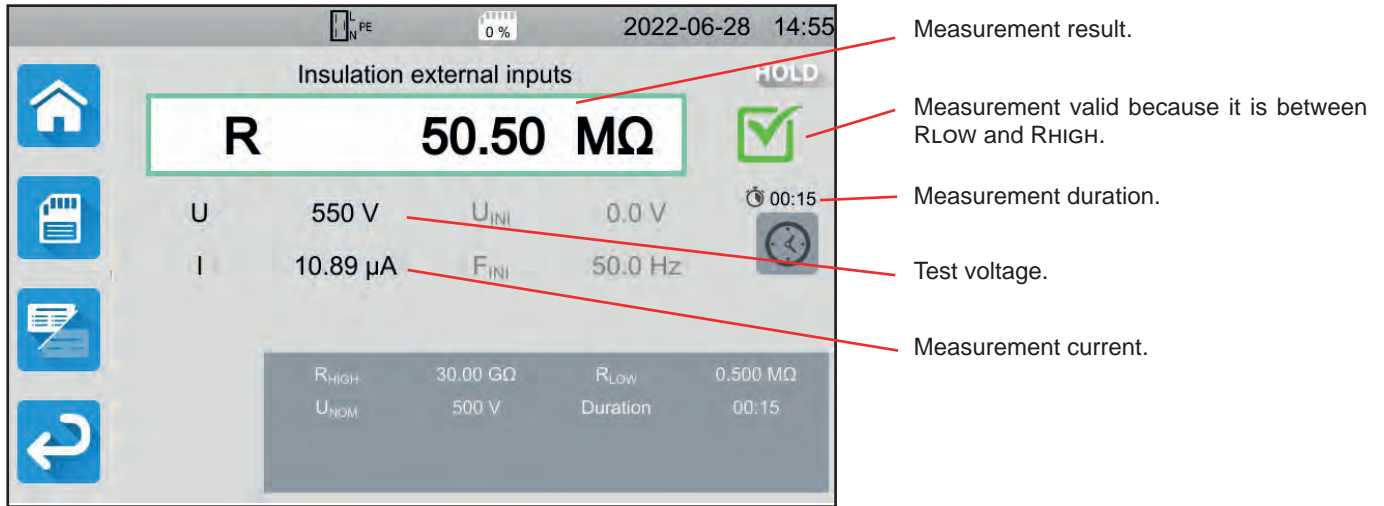 L
N PE
0 %
2022-06-28 14:55
Insulation external inputs
HOLD
R 50.50 MΩ
U 550 V UINI 0.0 V
00:15
I 10.89 µA FINI 50.0 Hz
RHIGH 30.00 GΩ RLOW 0.500 MΩ
UNOM 500 V Duration 00:15
Measurement result.
Measurement valid because it is between
RLOW and RHIGH.
Measurement duration.
Test voltage.
Measurement current.